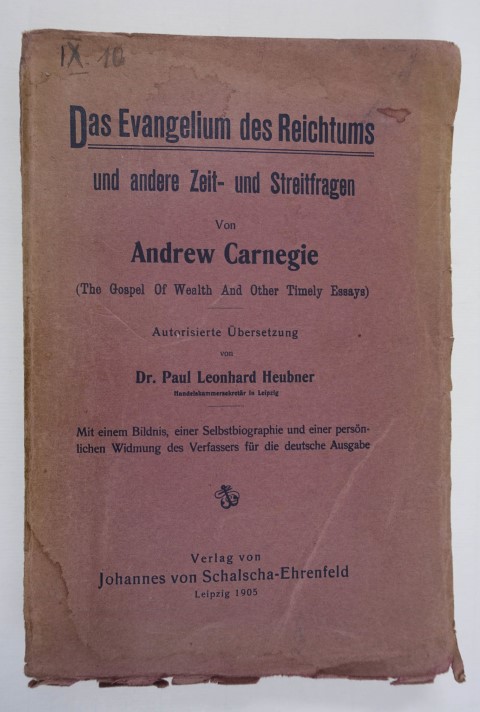 IX. 10
Das Evangelium des Reichtums
und andere Zeit- und Streitfragen
Von
Andrew Carnegie
(The Gospel Of Wealth And Other Timely Essays)
Autorisierte Übersetzung
von
Dr. Paul Leonhard Heubner
Handelskammersekretär in Leipzig
Mit einem Bildnis, einer Selbstbiographie und einer persön-
lichen Widmung des Verfassers für die deutsche Ausgabe
Verlag von
Johannes von Schalscha-Ehrenfeld
Leipzig 1905